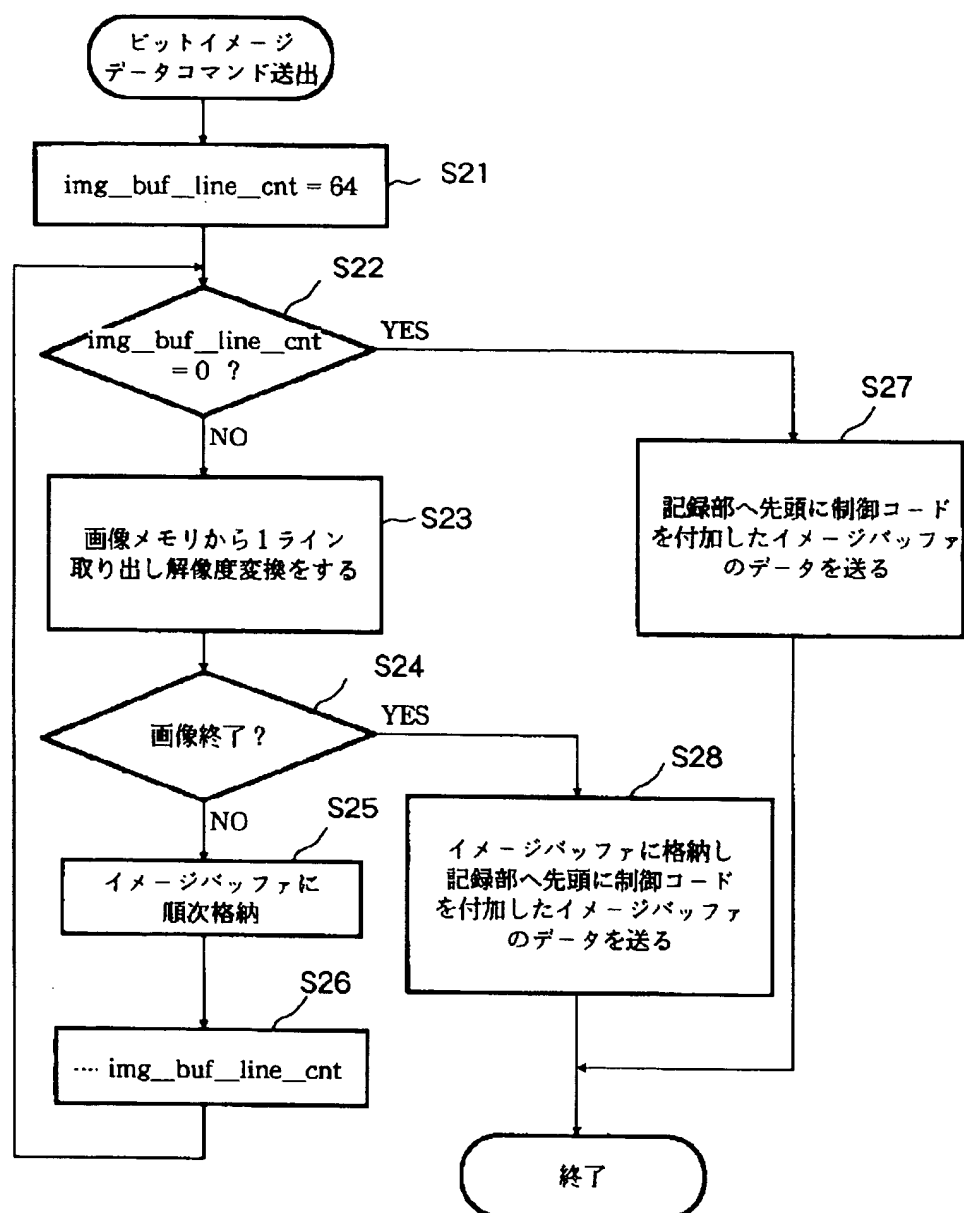 ビットイメージ
データコマンド送出
img__buf__line__cnt = 64
S21
S22
img__buf__line__cnt
= 0 ?
YES
NO
S27
記録部へ先頭に制御コード
を付加したイメージバッファ
のデータを送る
S23
画像メモリから1ライン
取り出し解像度変換をする
S24
画像終了?
YES
NO
S28
イメージバッファに格納し
記録部へ先頭に制御コード
を付加したイメージバッファ
のデータを送る
S25
イメージバッファに
順次格納
S26
···· img__buf__line__cnt
終了